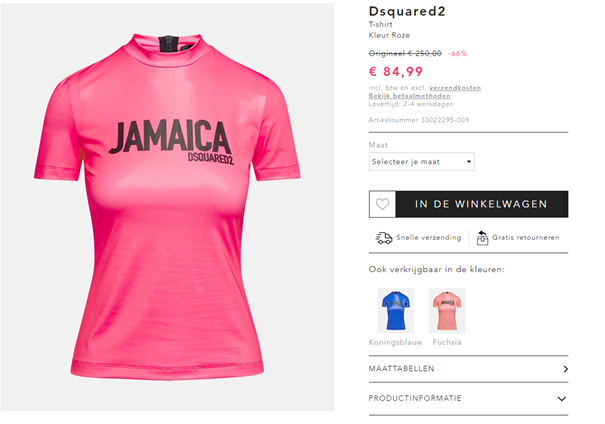 JAMAICA
DSQUARED2
Dsquared2
T-shirt
Kleur Roze
Origineel € 250,00 -66%
€ 84,99
incl. btw en excl. verzendkosten
Bekijk betaalmethoden
Levertijd: 2-4 werkdagen
Artikelnummer 33022295-009
Maat
Selecteer je maat
IN DE WINKELWAGEN
Snelle verzending Gratis retourneren
Ook verkrijgbaar in de kleuren:
Koningsblauw Fuchsia
MAATTABELLEN
PRODUCTINFORMATIE